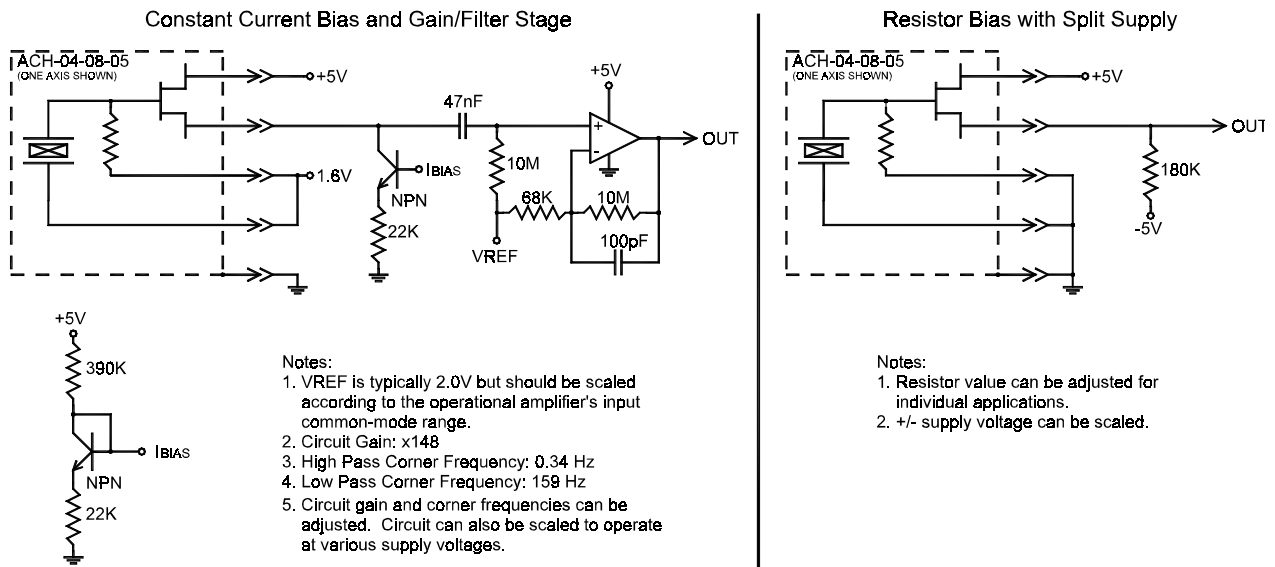 Constant Current Bias and Gain/Filter Stage
ACH-04-08-05
(ONE AXIS SHOWN)
+5V
1.6V
47nF
IBIAS
NPN
22K
10M
VREF
68K
+5V
+
-
10M
100pF
OUT
+5V
390K
IBIAS
NPN
22K
Notes:
1. VREF is typically 2.0V but should be scaled
according to the operational amplifier's input
common-mode range.
2. Circuit Gain: x148
3. High Pass Corner Frequency: 0.34 Hz
4. Low Pass Corner Frequency: 159 Hz
5. Circuit gain and corner frequencies can be
adjusted. Circuit can also be scaled to operate
at various supply voltages.
Resistor Bias with Split Supply
ACH-04-08-05
(ONE AXIS SHOWN)
+5V
OUT
180K
-5V
Notes:
1. Resistor value can be adjusted for
individual applications.
2. +/- supply voltage can be scaled.